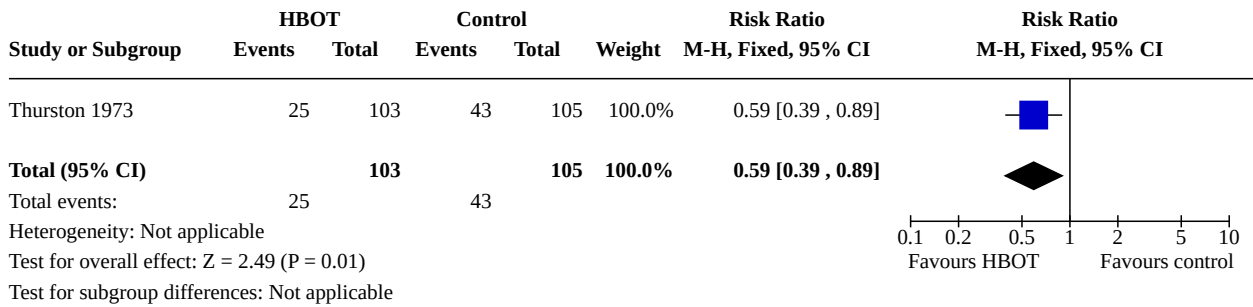 HBOT Control Risk Ratio Risk Ratio
Study or Subgroup Events Total Events Total Weight M-H, Fixed, 95% CI M-H, Fixed, 95% CI
Thurston 1973 25 103 43 105 100.0% 0.59 [0.39 , 0.89]
Total (95% CI) 103 105 100.0% 0.59 [0.39 , 0.89]
Total events: 25 43
Heterogeneity: Not applicable 0.1 0.2 0.5 1 2 5 10
Test for overall effect: Z = 2.49 (P = 0.01) Favours HBOT Favours control
Test for subgroup differences: Not applicable